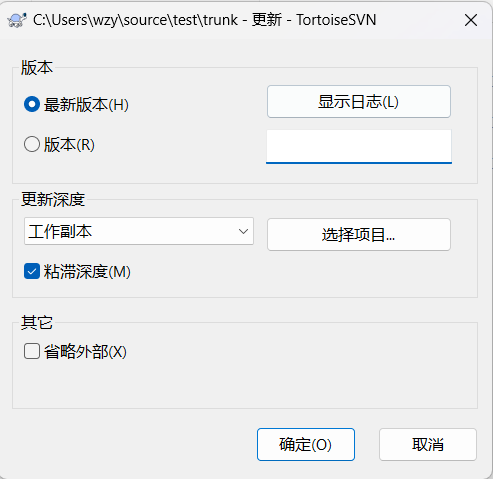 C:\Users\wzy\source\test\trunk - 更新 - TortoiseSVN
版本
最新版本(H)
显示日志(L)
版本(R)
更新深度
工作副本
选择项目...
粘滞深度(M)
其它
省略外部(X)
确定(O)
取消